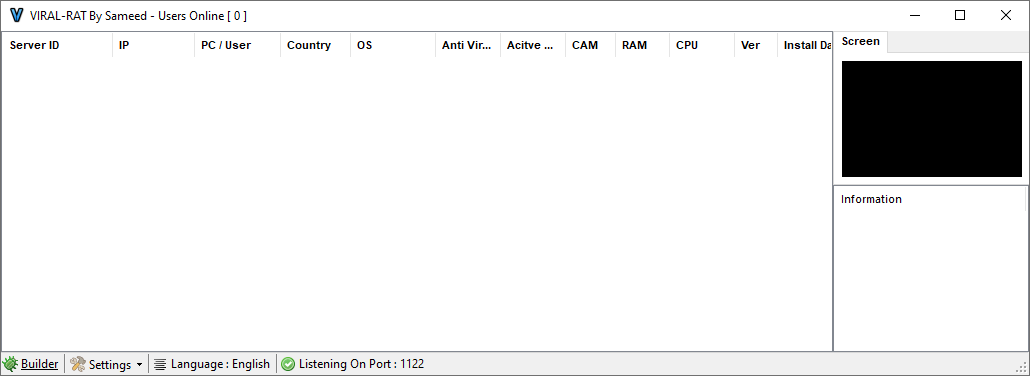 VIRAL-RAT By Sameed - Users Online [ 0 ]
Server ID IP PC / User Country OS Anti Vir... Acitve ... CAM RAM CPU Ver Install Da
Screen
Information
Builder Settings Language : English Listening On Port : 1122